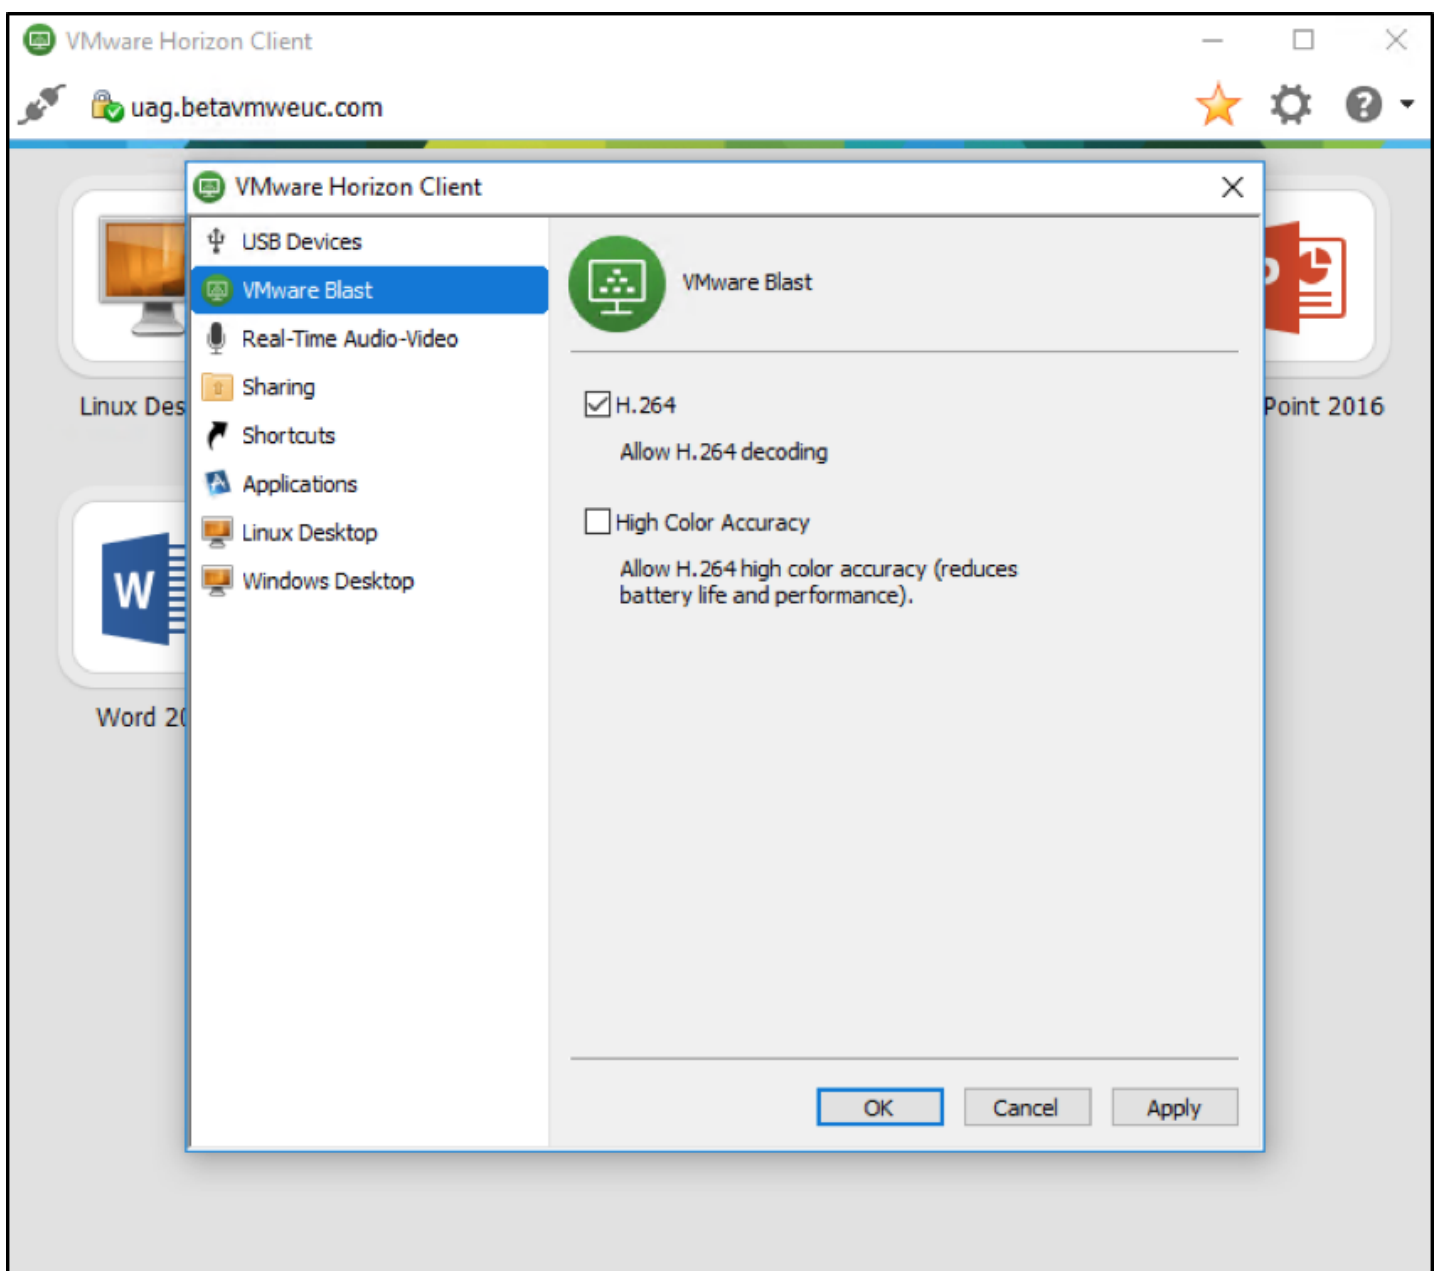 VMware Horizon Client
uag.betavmweuc.com
VMware Horizon Client
USB Devices
VMware Blast
Real-Time Audio-Video
Sharing
Shortcuts
Applications
Linux Desktop
Windows Desktop
VMware Blast
H.264
Allow H.264 decoding
High Color Accuracy
Allow H.264 high color accuracy (reduces
battery life and performance).
OK
Cancel
Apply
Linux Des
Point 2016
W
Word 20